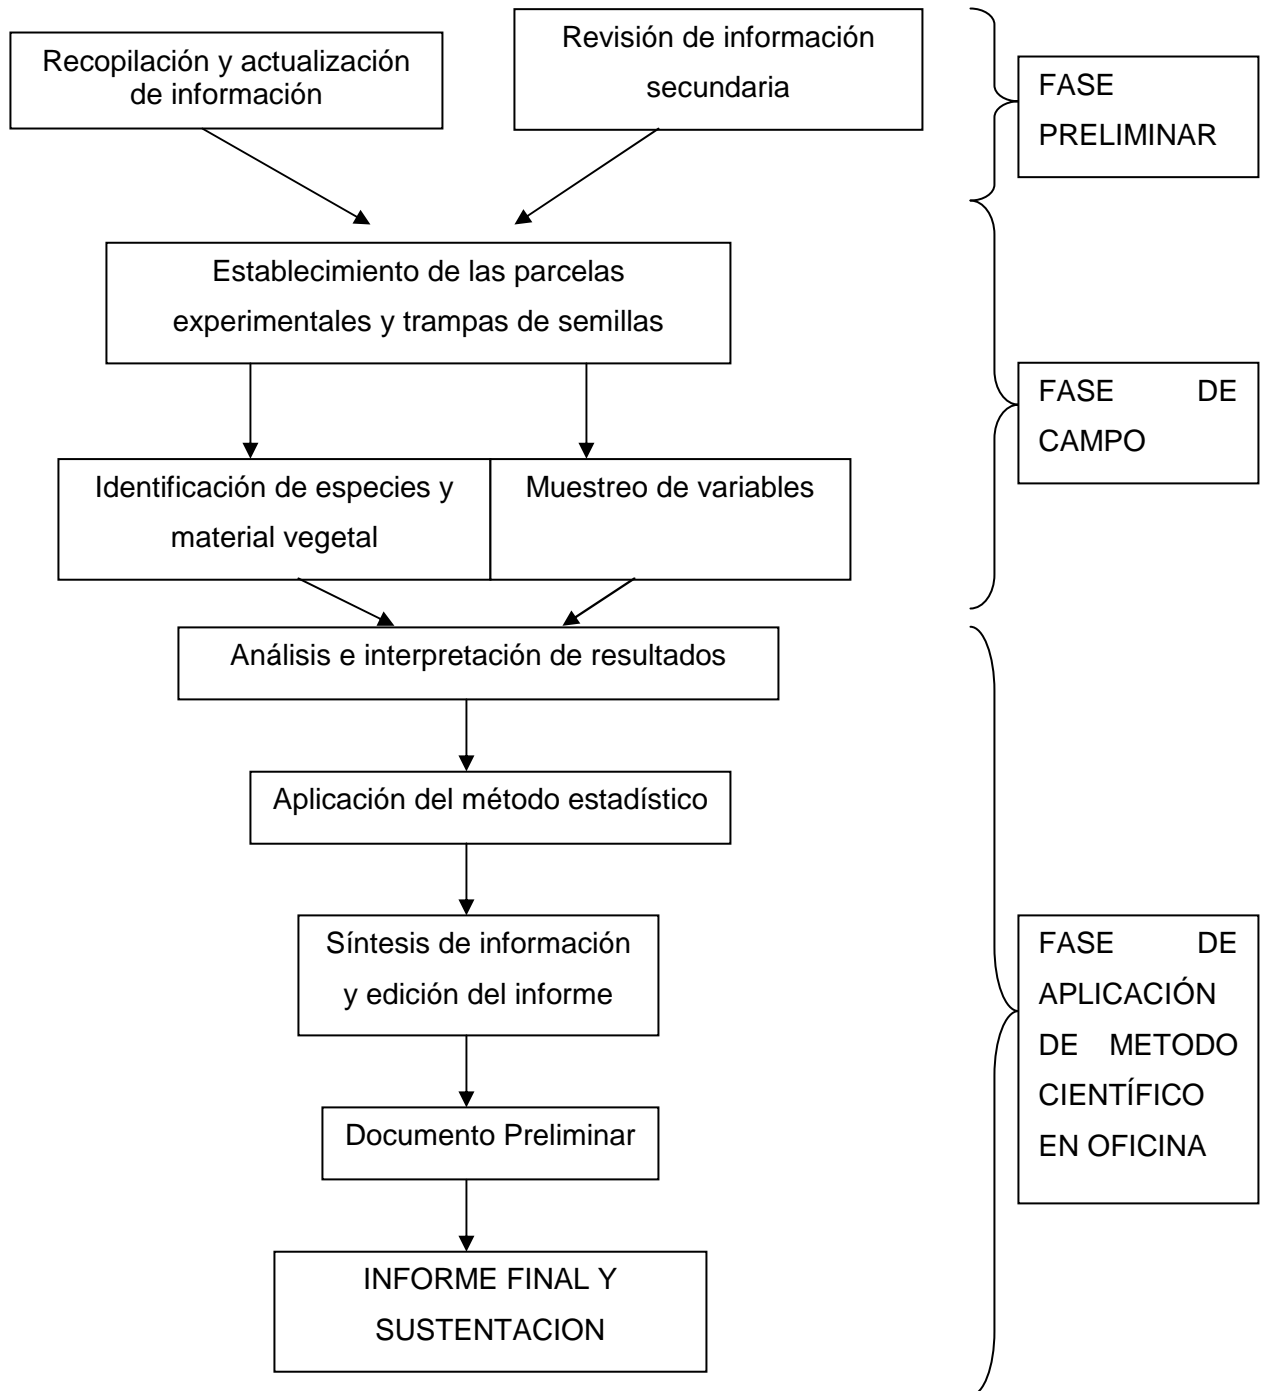 Recopilación y actualización
de información
Revisión de información
secundaria
FASE
PRELIMINAR
Establecimiento de las parcelas
experimentales y trampas de semillas
FASE DE
CAMPO
Identificación de especies y
material vegetal
Muestreo de variables
Análisis e interpretación de resultados
Aplicación del método estadístico
Síntesis de información
y edición del informe
FASE DE
APLICACIÓN
DE METODO
CIENTÍFICO
EN OFICINA
Documento Preliminar
INFORME FINAL Y
SUSTENTACION